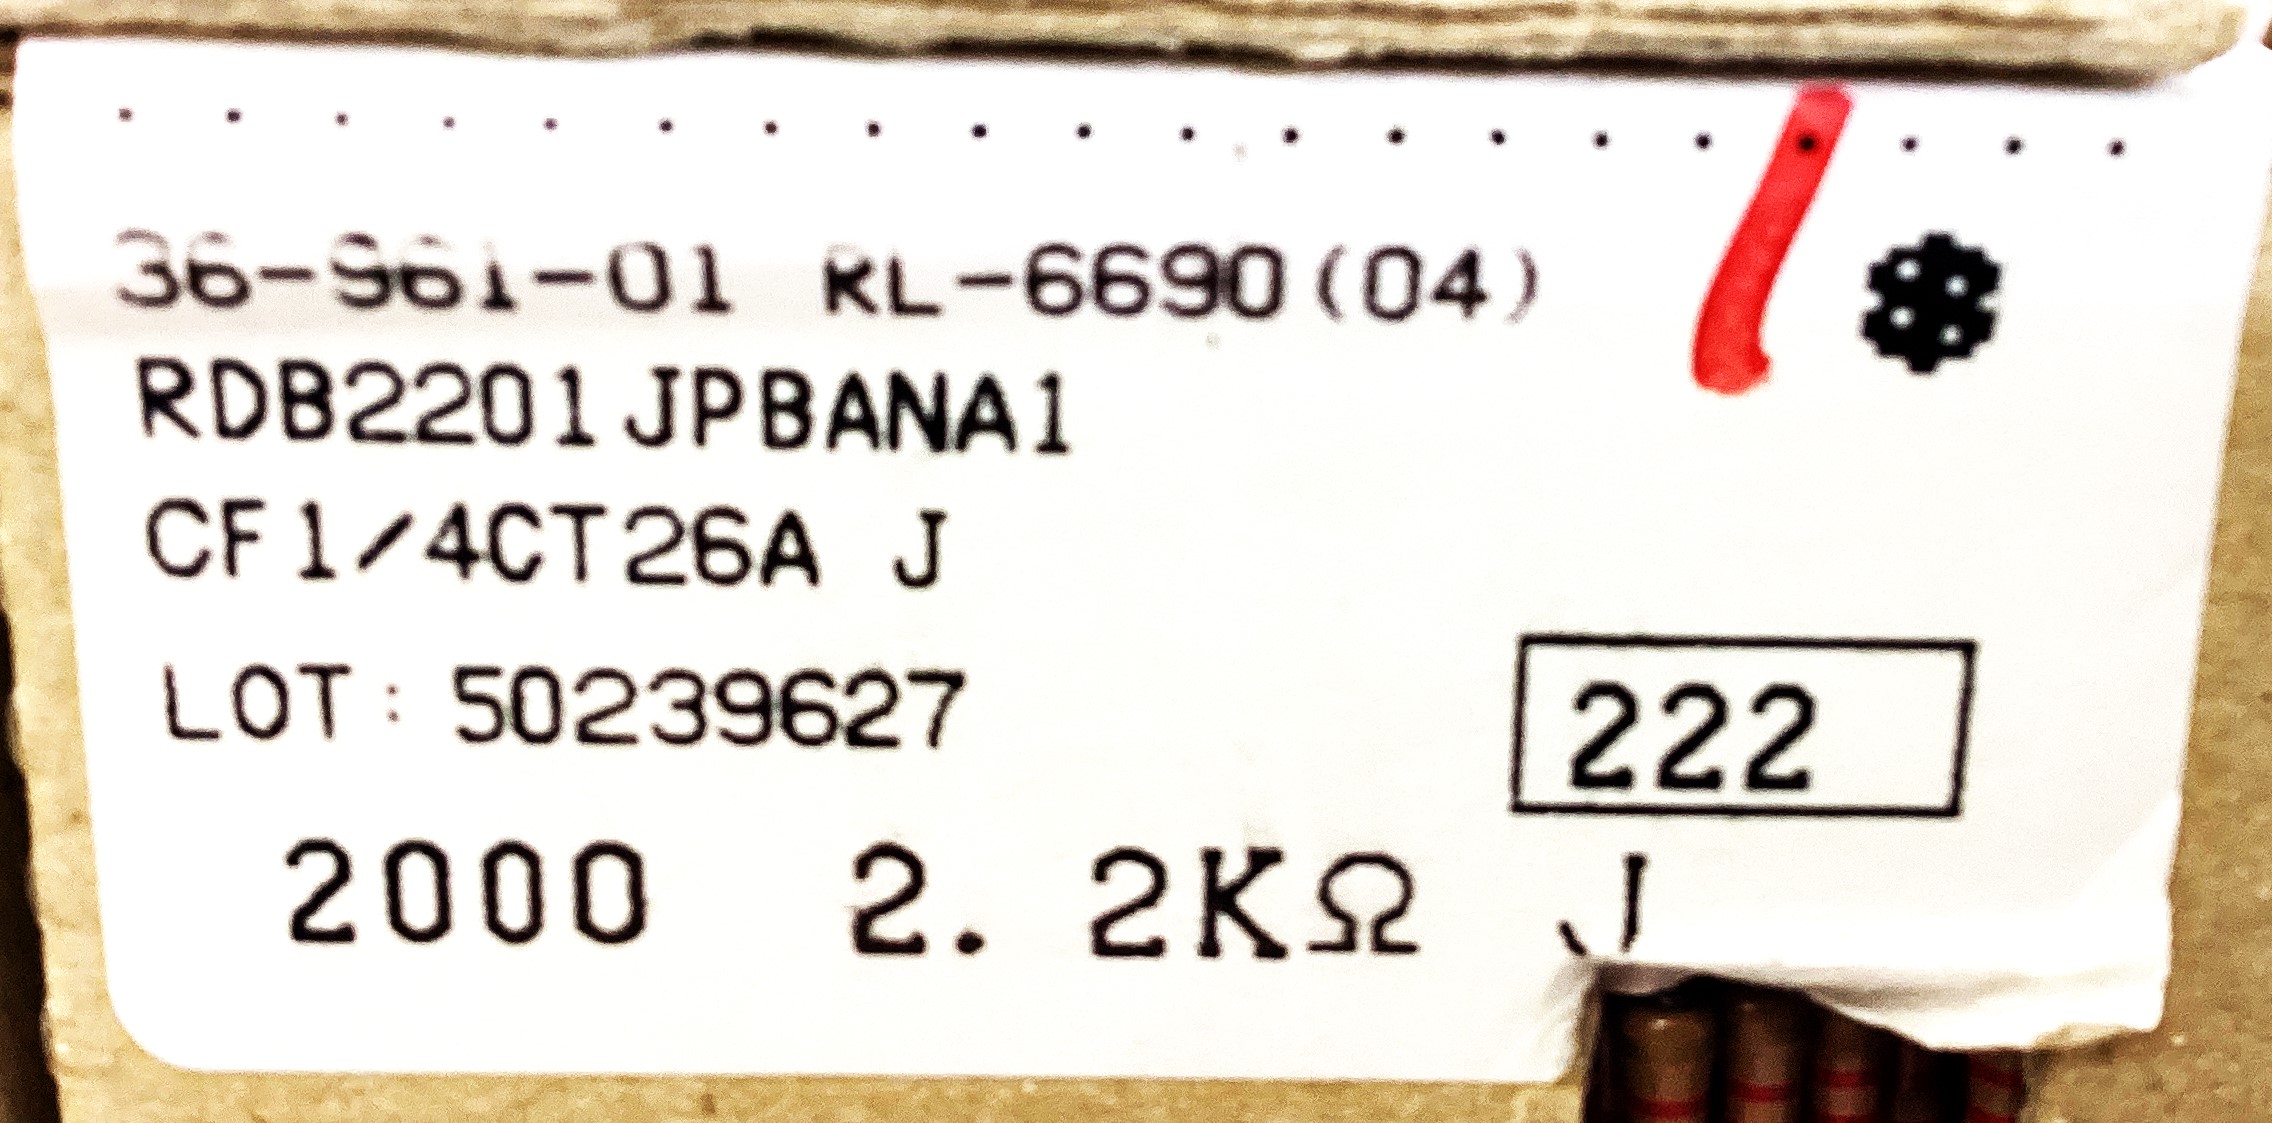 36-961-01 RL-6690(04)
RDB2201JPBANA1
CF1/4CT26A J
LOT: 50239627
222
2000 2.2KΩ J